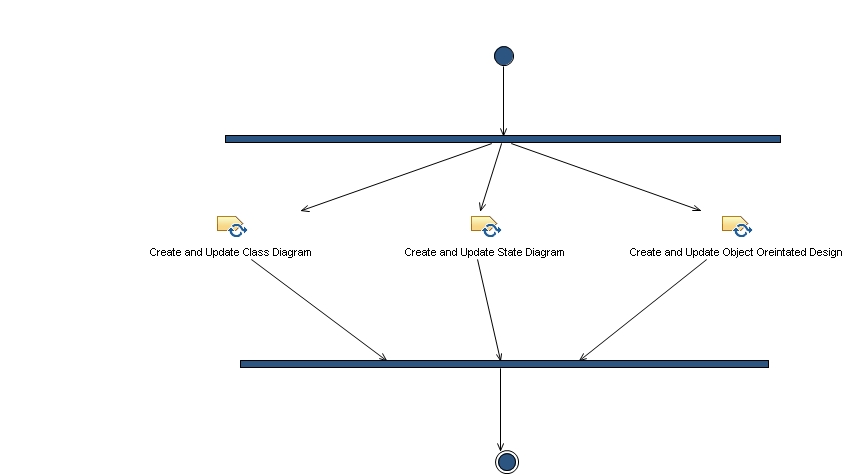 Create and Update Class Diagram
Create and Update State Diagram
Create and Update Object Oreintated Design